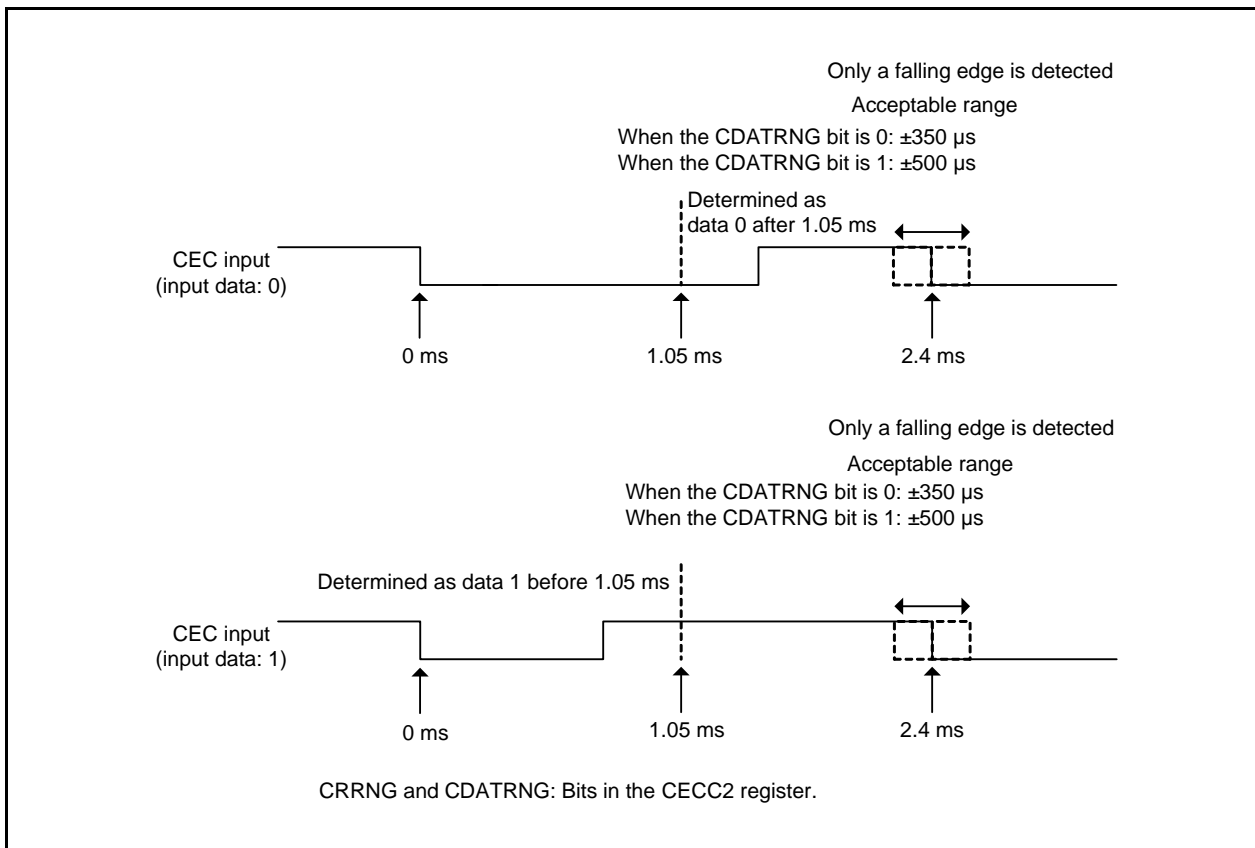 Only a falling edge is detected
Acceptable range
When the CDATRNG bit is 0: ±350 µs
When the CDATRNG bit is 1: ±500 µs
Determined as
data 0 after 1.05 ms
CEC input
(input data: 0)
0 ms
1.05 ms
2.4 ms
Only a falling edge is detected
Acceptable range
When the CDATRNG bit is 0: ±350 µs
When the CDATRNG bit is 1: ±500 µs
Determined as data 1 before 1.05 ms
CEC input
(input data: 1)
0 ms
1.05 ms
2.4 ms
CRRNG and CDATRNG: Bits in the CECC2 register.